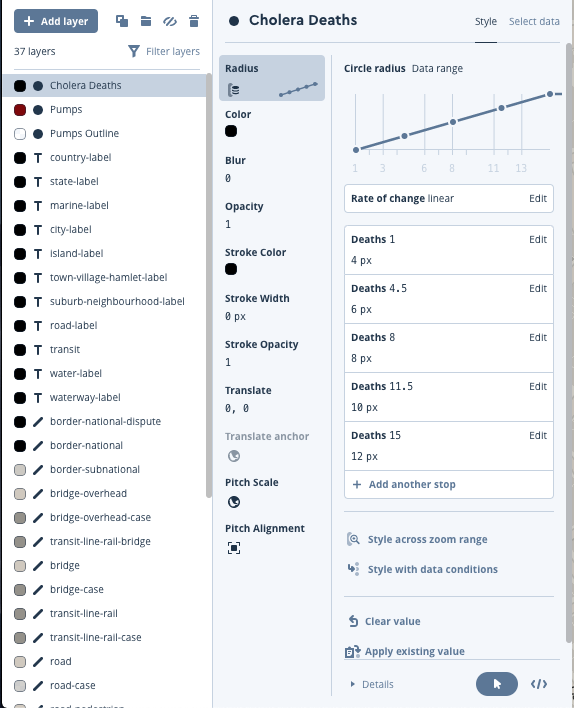 + Add layer
37 layers
Filter layers
Cholera Deaths
Pumps
Pumps Outline
T country-label
T state-label
T marine-label
T city-label
T island-label
T town-village-hamlet-label
T suburb-neighbourhood-label
T road-label
T transit
T water-label
T waterway-label
border-national-dispute
border-national
border-subnational
bridge-overhead
bridge-overhead-case
transit-line-rail-bridge
bridge
bridge-case
transit-line-rail
transit-line-rail-case
road
road-case
Cholera Deaths
Style Select data
Radius
Color
Blur
0
Opacity
1
Stroke Color
Stroke Width
0 px
Stroke Opacity
1
Translate
0, 0
Translate anchor
Pitch Scale
Pitch Alignment
Circle radius Data range
1 3 6 8 11 13
Rate of change linear Edit
Deaths 1 Edit
4 px
Deaths 4.5 Edit
6 px
Deaths 8 Edit
8 px
Deaths 11.5 Edit
10 px
Deaths 15 Edit
12 px
+ Add another stop
Style across zoom range
Style with data conditions
Clear value
Apply existing value
Details